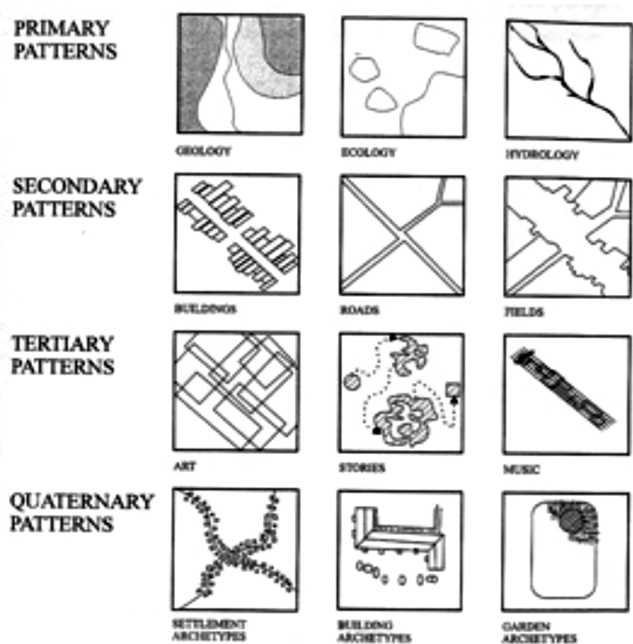 PRIMARY
PATTERNS
GEOLOGY
ECOLOGY
HYDROLOGY
SECONDARY
PATTERNS
BUILDINGS
ROADS
FIELDS
TERTIARY
PATTERNS
ART
STORIES
MUSIC
QUATERNARY
PATTERNS
SETTLEMENT
ARCHETYPES
BUILDING
ARCHETYPES
GARDEN
ARCHETYPES